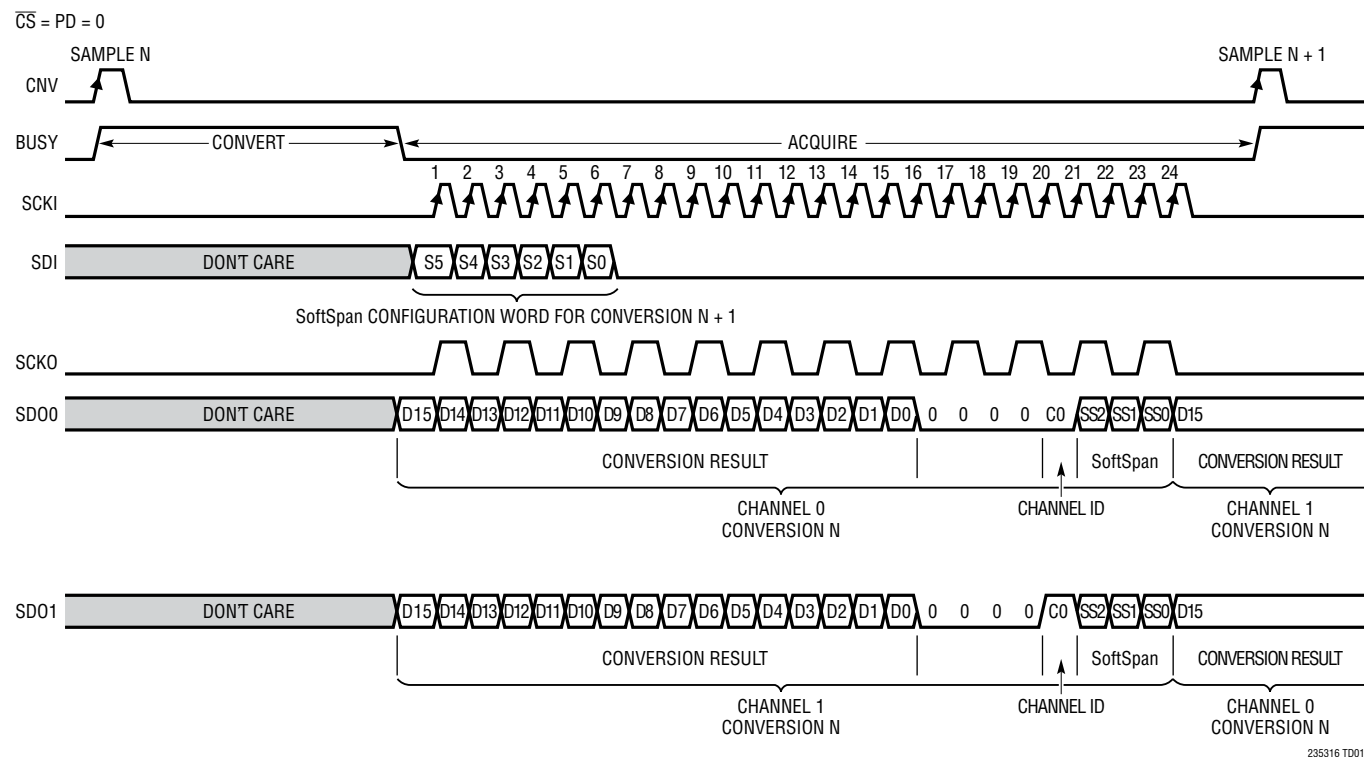 CS = PD = 0
SAMPLE N SAMPLE N + 1
CNV
BUSY CONVERT ACQUIRE
1 2 3 4 5 6 7 8 9 10 11 12 13 14 15 16 17 18 19 20 21 22 23 24
SCKI
SDI DON'T CARE S5 S4 S3 S2 S1 S0
SoftSpan CONFIGURATION WORD FOR CONVERSION N + 1
SCKO
SDO0 DON'T CARE D15 D14 D13 D12 D11 D10 D9 D8 D7 D6 D5 D4 D3 D2 D1 D0 0 0 0 0 C0 SS2 SS1 SS0 D15
CONVERSION RESULT SoftSpan CONVERSION RESULT
CHANNEL 0 CHANNEL ID CHANNEL 1
CONVERSION N CONVERSION N
SDO1 DON'T CARE D15 D14 D13 D12 D11 D10 D9 D8 D7 D6 D5 D4 D3 D2 D1 D0 0 0 0 0 C0 SS2 SS1 SS0 D15
CONVERSION RESULT SoftSpan CONVERSION RESULT
CHANNEL 1 CHANNEL ID CHANNEL 0
CONVERSION N CONVERSION N
235316 TD01